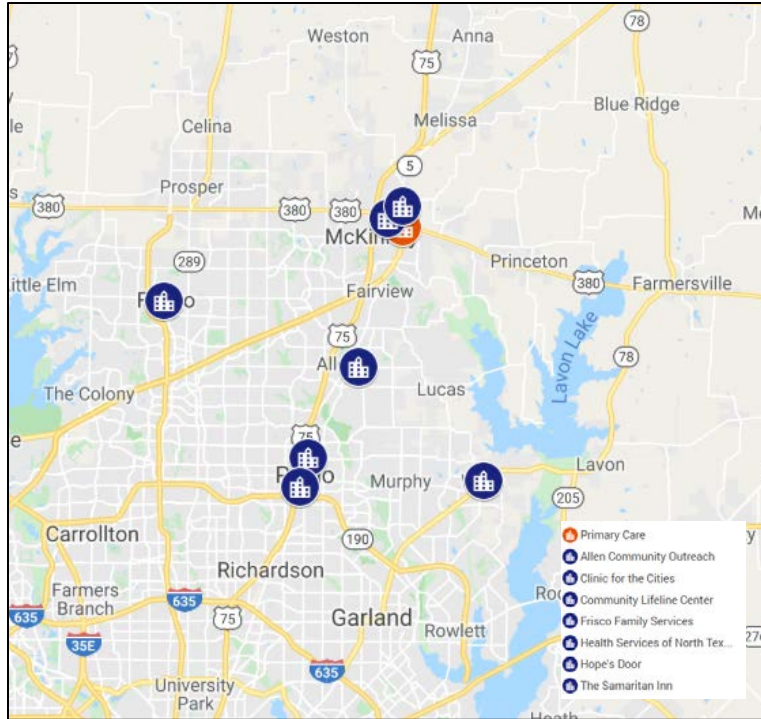 Weston
Anna
78
75
Melissa
Blue Ridge
Celina
5
Prosper
380
380
380
McKin
289
Princeton
Little Elm
Fairview
380
Farmersville
75
All
Lavon Lake
78
The Colony
Lucas
75
Murphy
Lavon
205
Carrollton
190
Richardson
Farmers
Branch
635
635
75
Garland
35E
Rowlett
635
University
Park
Heath
276
Primary Care
Allen Community Outreach
Clinic for the Cities
Community Lifeline Center
Frisco Family Services
Health Services of North Tex...
Hope's Door
The Samaritan Inn